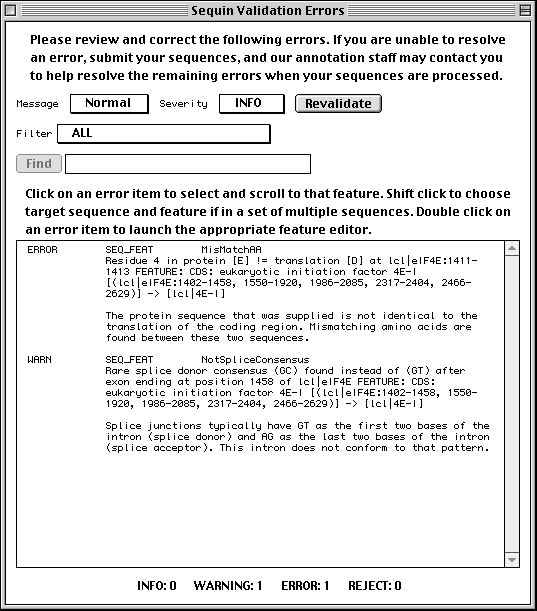 Sequin Validation Errors
Please review and correct the following errors. If you are unable to resolve
an error, submit your sequences, and our annotation staff may contact you
to help resolve the remaining errors when your sequences are processed.
Message Normal Severity INFO Revalidate
Filter ALL
Find
Click on an error item to select and scroll to that feature. Shift click to choose
target sequence and feature if in a set of multiple sequences. Double click on
an error item to launch the appropriate feature editor.
ERROR SEQ_FEAT MisMatchAA
Residue 4 in protein [E] != translation [D] at lcl|eIF4E:1411-
1413 FEATURE: CDS: eukaryotic initiation factor 4E-I
[(lcl|eIF4E:1402-1458, 1550-1920, 1986-2085, 2317-2404, 2466-
2629)] -> [lcl|4E-I]
The protein sequence that was supplied is not identical to the
translation of the coding region. Mismatching amino acids are
found between these two sequences.
WARN SEQ_FEAT NotSpliceConsensus
Rare splice donor consensus (GC) found instead of (GT) after
exon ending at position 1458 of lcl|eIF4E FEATURE: CDS:
eukaryotic initiation factor 4E-I [(lcl|eIF4E:1402-1458, 1550-
1920, 1986-2085, 2317-2404, 2466-2629)] -> [lcl|4E-I]
Splice junctions typically have GT as the first two bases of the
intron (splice donor) and AG as the last two bases of the intron
(splice acceptor). This intron does not conform to that pattern.
INFO: 0 WARNING: 1 ERROR: 1 REJECT: 0